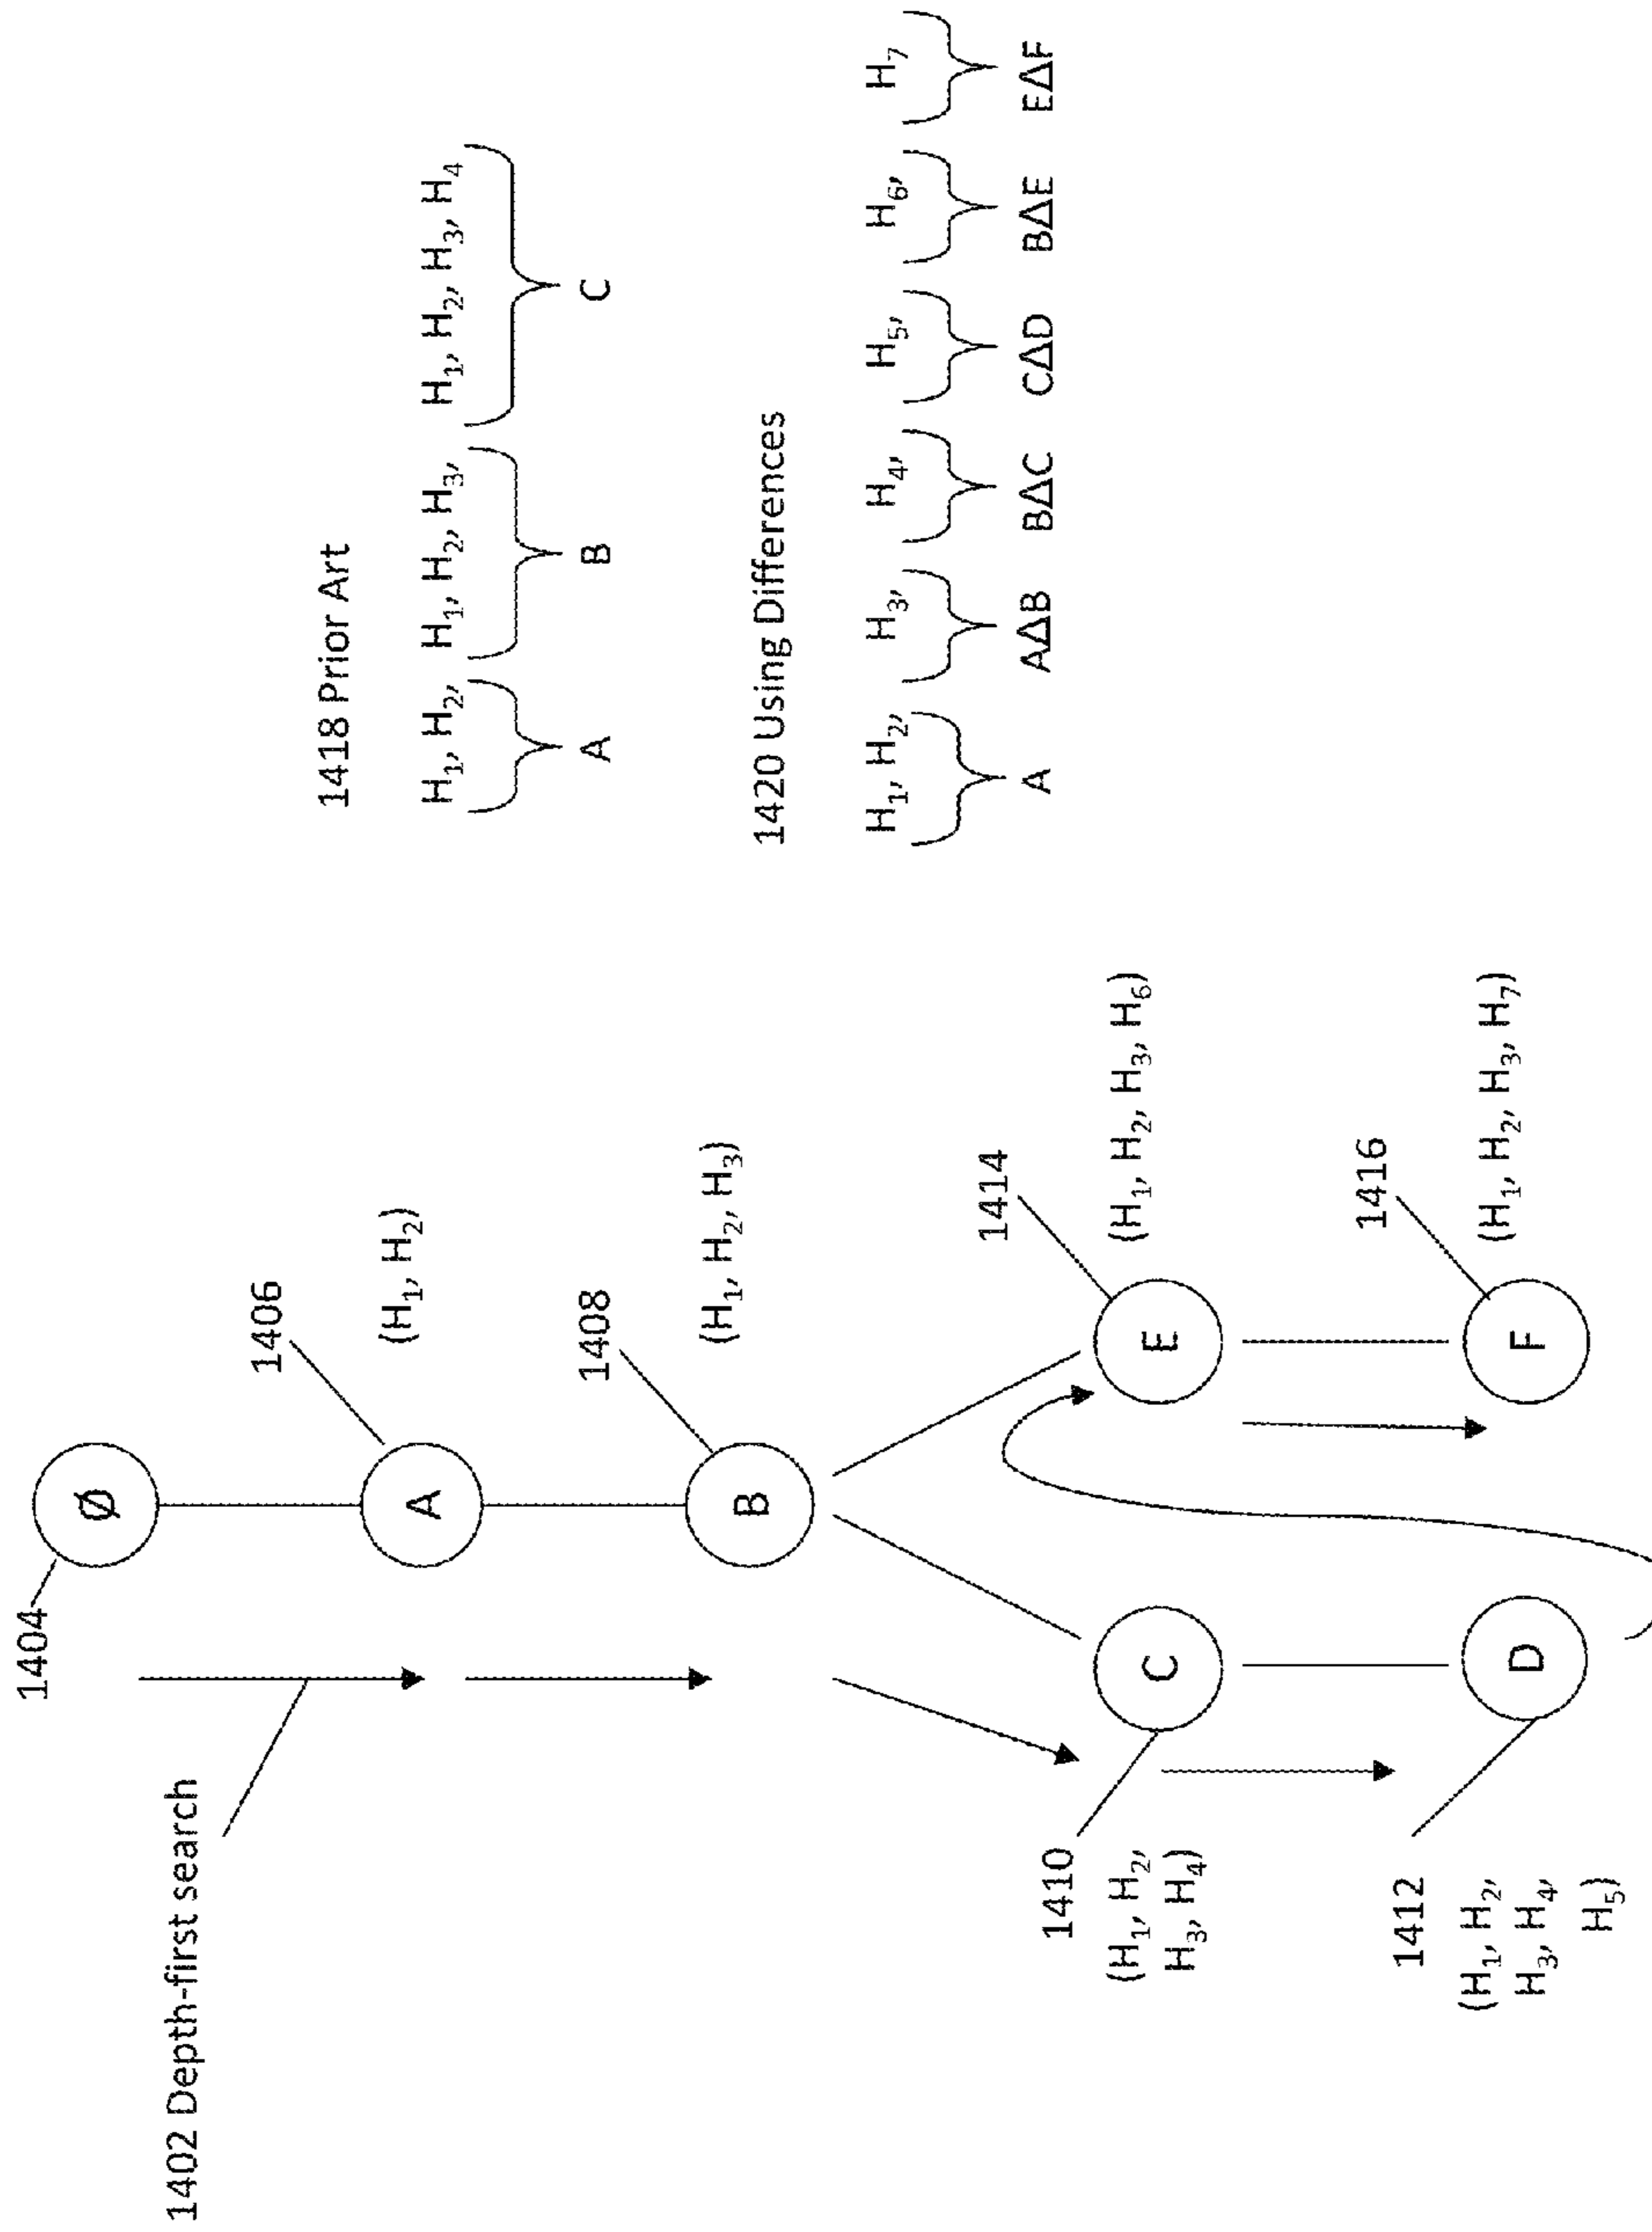 1402 Depth-first search
1404
Ø
1406
A
(H₁, H₂)
1408
B
(H₁, H₂, H₃)
1410
C
(H₁, H₂,
H₃, H₄)
1414
E
(H₁, H₂, H₃, H₆)
1412
D
(H₁, H₂,
H₃, H₄,
H₅)
1416
F
(H₁, H₂, H₃, H₇)
1418 Prior Art
H₁, H₂, H₁, H₂, H₃, H₁, H₂, H₃, H₄
A B C
1420 Using Differences
H₁, H₂, H₃, H₄, H₅, H₆, H₇
A AΔB BΔC CΔD BΔE EΔF